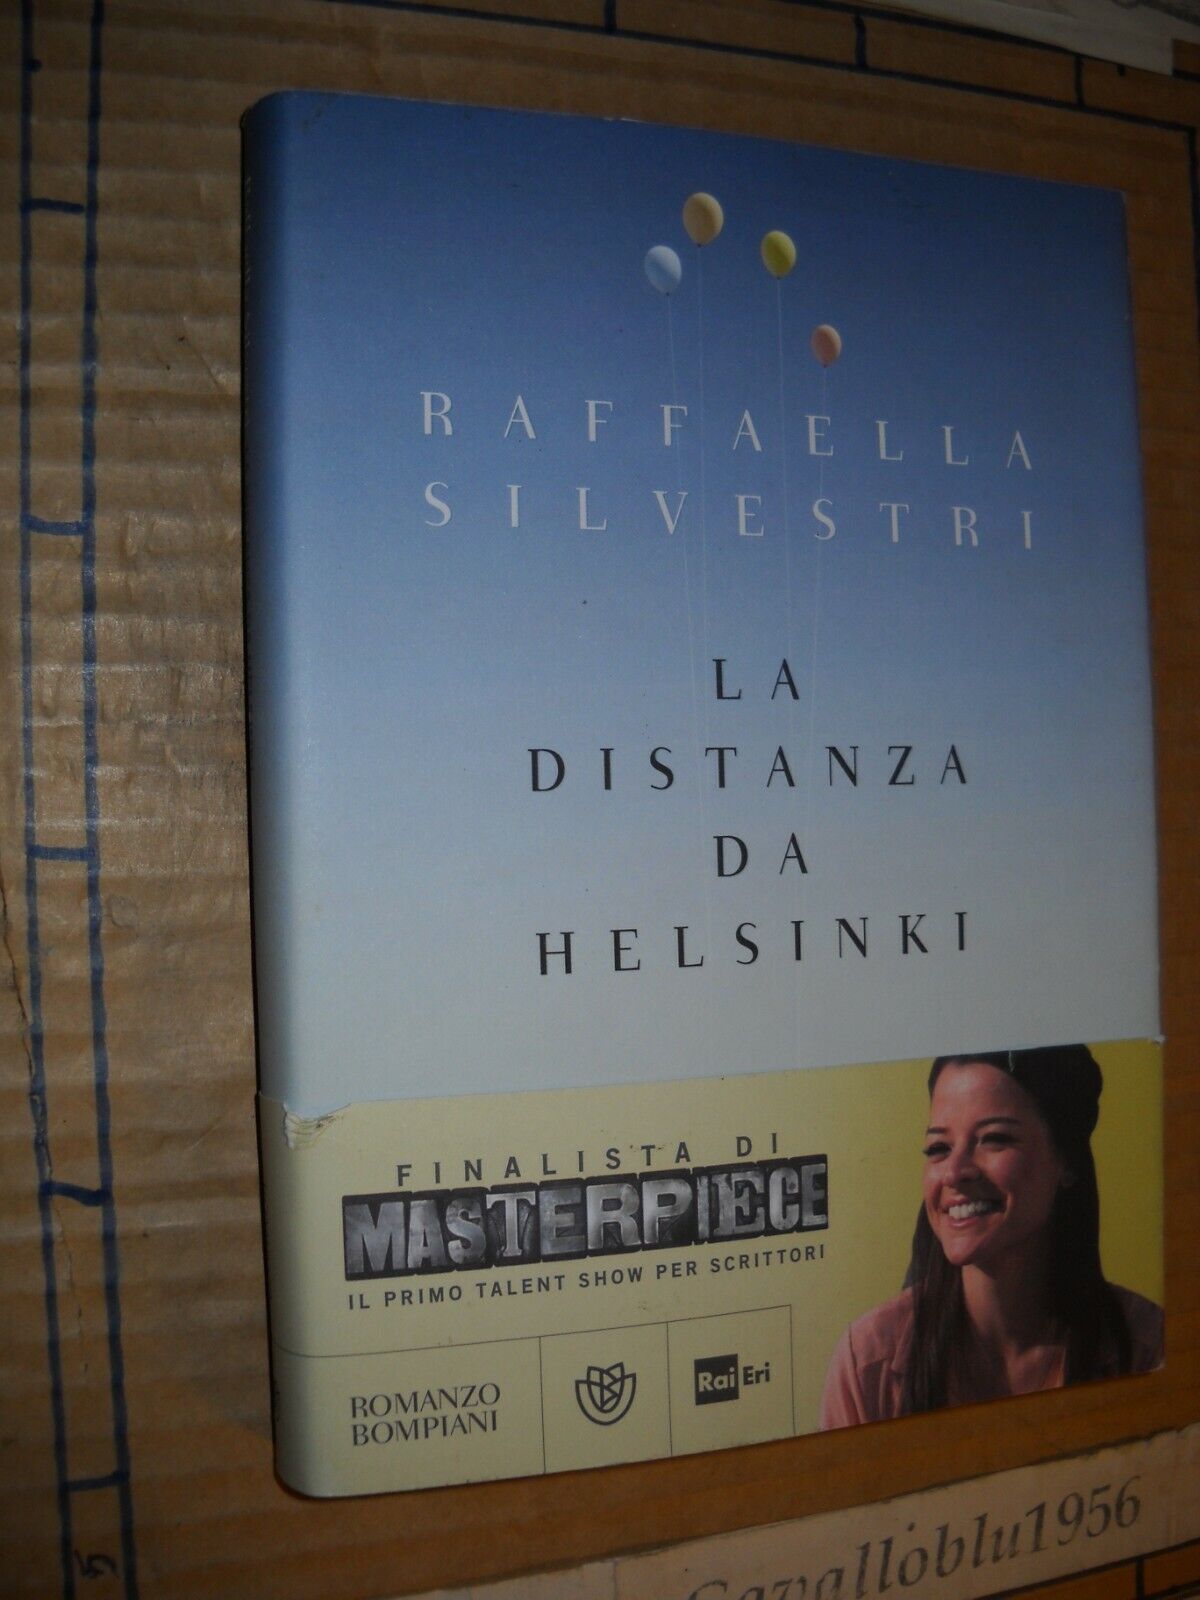 RAFFAELLA
SILVESTRI
LA
DISTANZA
DA
HELSINKI
FINALISTA DI
MASTERPIECE
IL PRIMO TALENT SHOW PER SCRITTORI
ROMANZO
BOMPIANI
Rai Eri
Cavalloblu1956
5